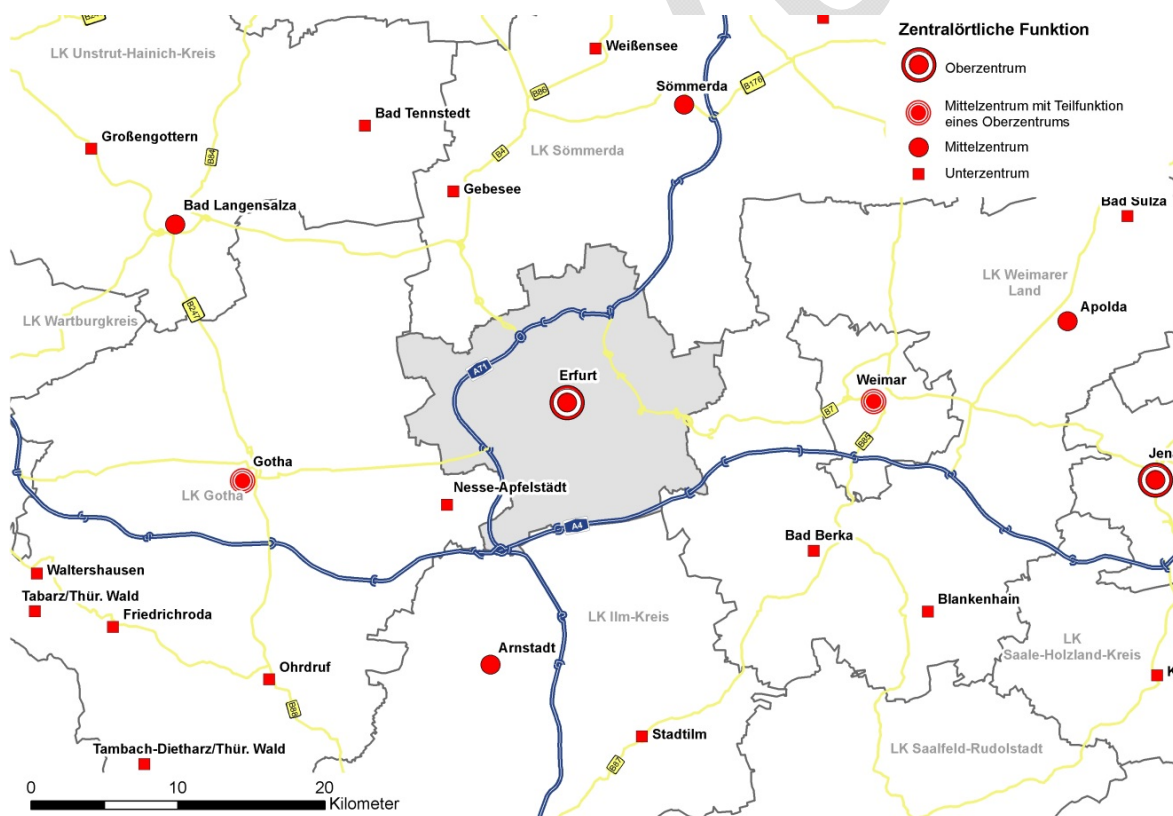 Zentralörtliche Funktion
Oberzentrum
Mittelzentrum mit Teilfunktion
eines Oberzentrums
Mittelzentrum
Unterzentrum
LK Unstrut-Hainich-Kreis
Weißensee
Sömmerda
B176
B86
Bad Tennstedt
Großengottern
B84
B4
LK Sömmerda
Gebesee
Bad Langensalza
Bad Sulza
LK Weimarer
Land
Apolda
B247
LK Wartburgkreis
A71
Erfurt
Weimar
B7
B85
Gotha
LK Gotha
Nesse-Apfelstädt
Jena
A4
Bad Berka
Waltershausen
Tabarz/Thür. Wald
Friedrichroda
Blankenhain
LK Ilm-Kreis
LK
Saale-Holzland-Kreis
Arnstadt
Ohrdruf
K
B88
Stadtilm
Tambach-Dietharz/Thür. Wald
LK Saalfeld-Rudolstadt
B87
0 10 20
Kilometer